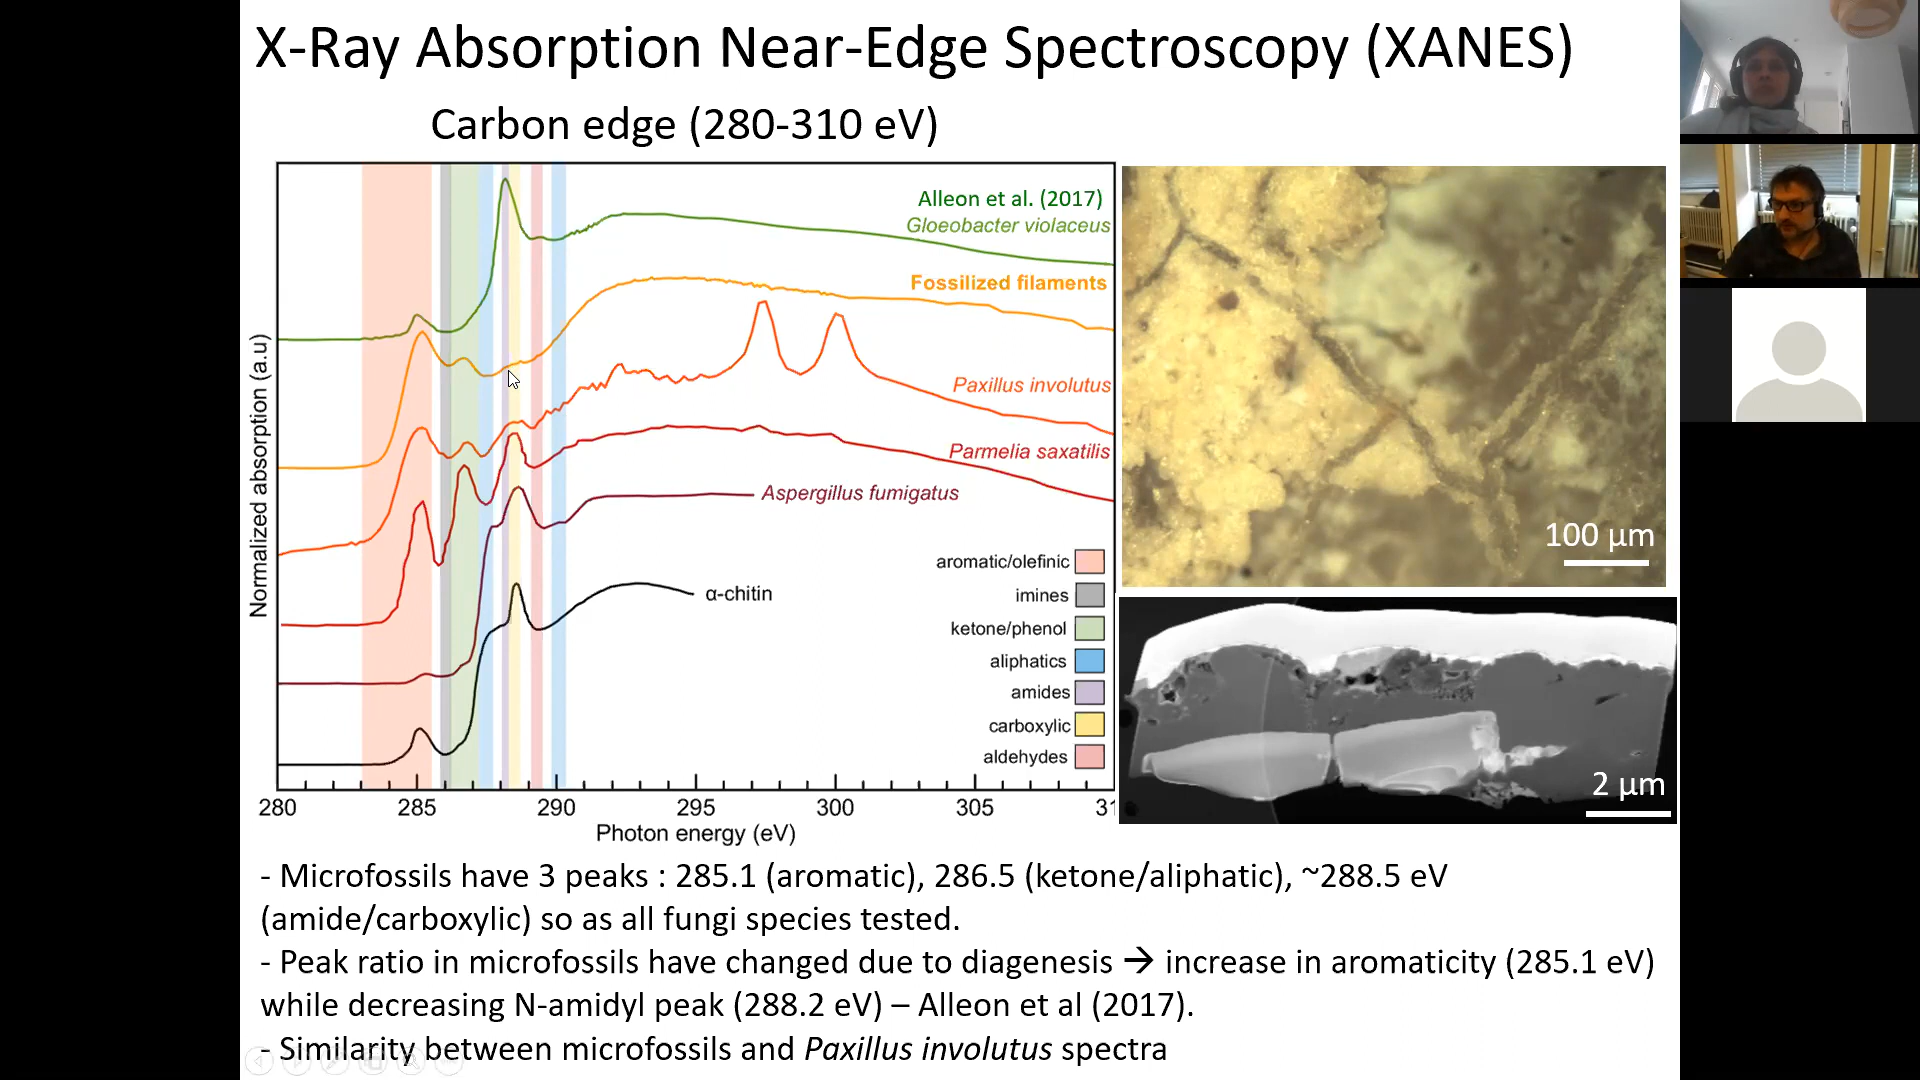 X-Ray Absorption Near-Edge Spectroscopy (XANES)
Carbon edge (280-310 eV)
Normalized absorption (a.u)
Alleon et al. (2017)
Gloeobacter violaceus
Fossilized filaments
Paxillus involutus
Parmelia saxatilis
Aspergillus fumigatus
α-chitin
aromatic/olefinic
imines
ketone/phenol
aliphatics
amides
carboxylic
aldehydes
280 285 290 295 300 305 31
Photon energy (eV)
100 µm
2 µm
- Microfossils have 3 peaks : 285.1 (aromatic), 286.5 (ketone/aliphatic), ~288.5 eV
(amide/carboxylic) so as all fungi species tested.
- Peak ratio in microfossils have changed due to diagenesis → increase in aromaticity (285.1 eV)
while decreasing N-amidyl peak (288.2 eV) – Alleon et al (2017).
- Similarity between microfossils and Paxillus involutus spectra